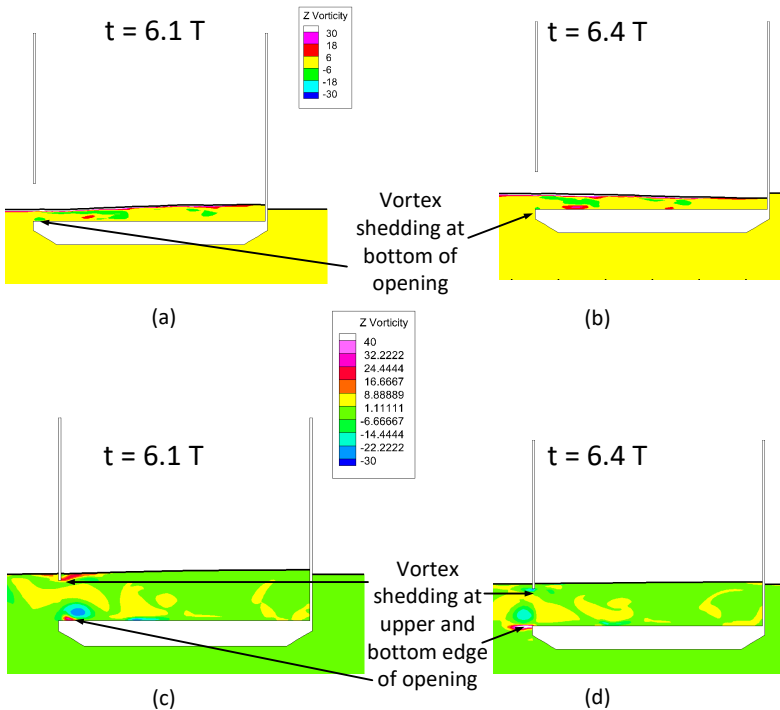 t = 6.1 T
Z Vorticity
30
18
6
-6
-18
-30
t = 6.4 T
Vortex
shedding at
bottom of
opening
(a)
(b)
Z Vorticity
40
32.2222
24.4444
16.6667
8.88889
1.11111
-6.66667
-14.4444
-22.2222
-30
t = 6.1 T
t = 6.4 T
Vortex
shedding at
upper and
bottom edge
of opening
(c)
(d)